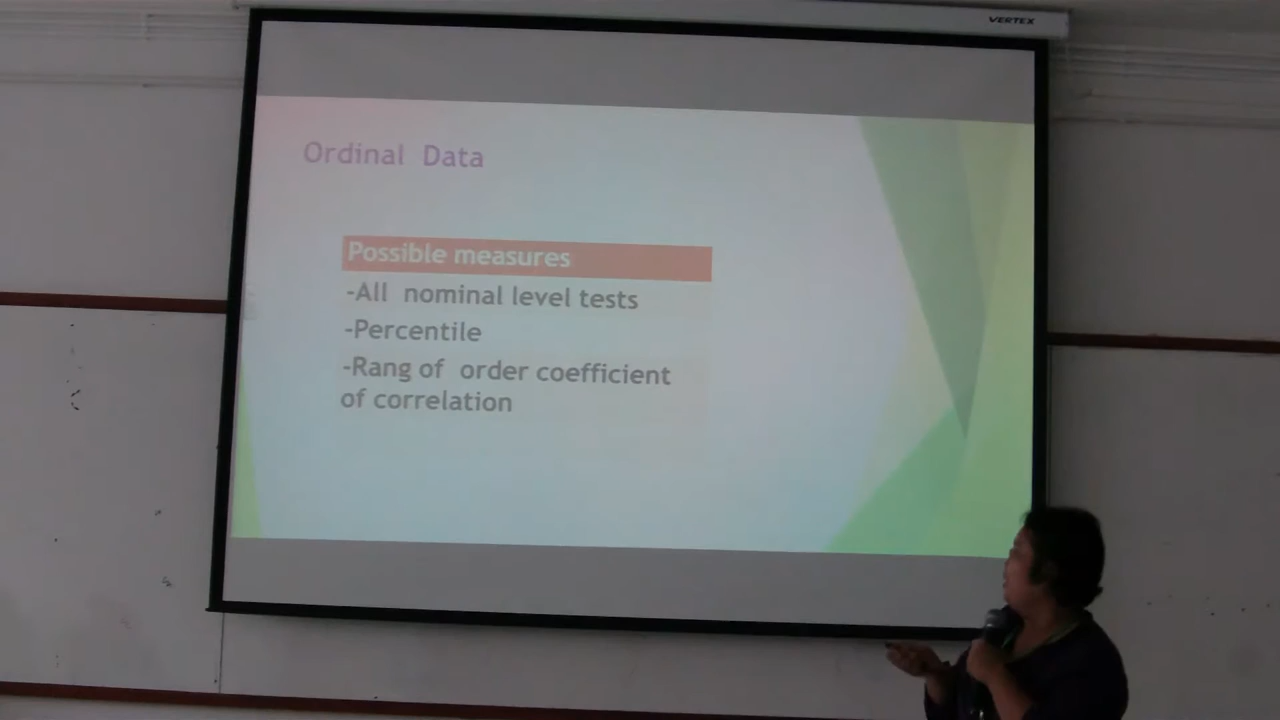 VERTEX
Ordinal Data
Possible measures
-All nominal level tests
-Percentile
-Rang of order coefficient
of correlation